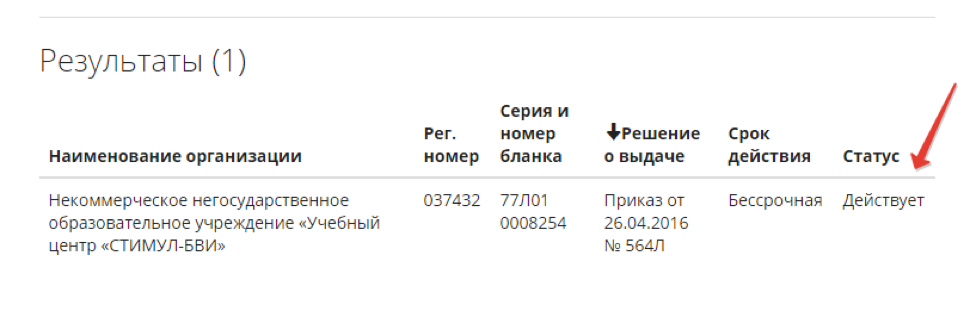 Результаты (1)
Наименование организации
Рег.
номер
Серия и
номер
бланка
🡇Решение
о выдаче
Срок
действия
Статус
Некоммерческое негосударственное
образовательное учреждение «Учебный
центр «СТИМУЛ-БВИ»
037432
77Л01
0008254
Приказ от
26.04.2016
№ 564Л
Бессрочная
Действует